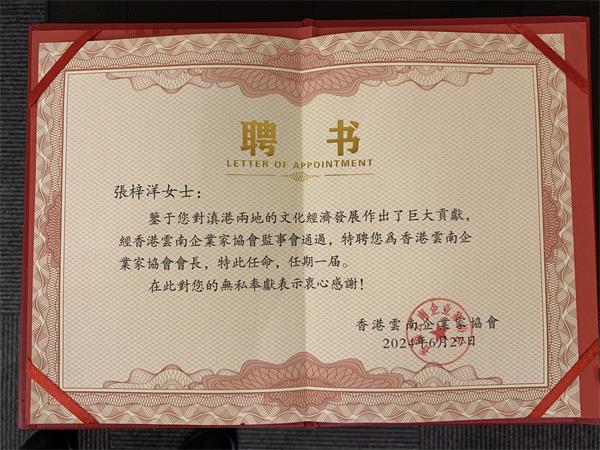 聘书
LETTER OF APPOINTMENT
張梓洋女士：
鑒于您對滇港兩地的文化經濟發展作出了巨大貢獻，
經香港雲南企業家協會監事會通過，特聘您爲香港雲南企
業家協會會長，特此任命，任期一届。
在此對您的無私奉獻表示衷心感謝！
香港雲南企業家協會
2024年6月27日